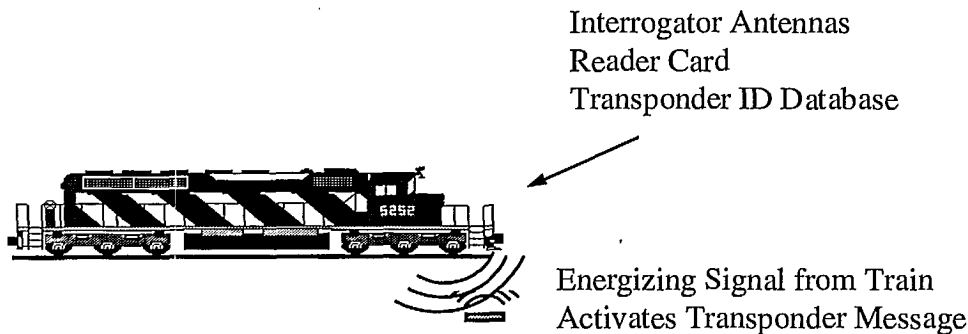 Interrogator Antennas
Reader Card
Transponder ID Database
5252
Energizing Signal from Train
Activates Transponder Message